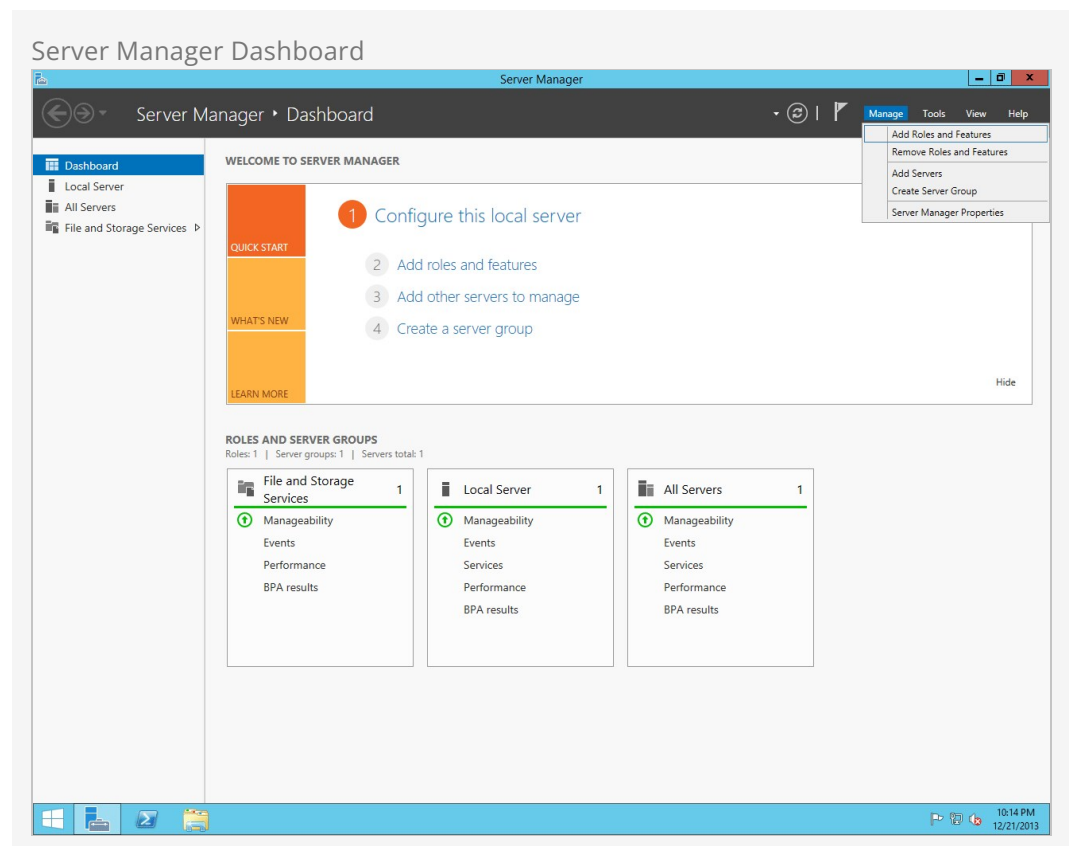 Server Manager Dashboard
Server Manager
Server Manager • Dashboard
Manage Tools View Help
Add Roles and Features
Remove Roles and Features
Add Servers
Create Server Group
Server Manager Properties
Dashboard
Local Server
All Servers
File and Storage Services
WELCOME TO SERVER MANAGER
QUICK START
WHAT'S NEW
LEARN MORE
1 Configure this local server
2 Add roles and features
3 Add other servers to manage
4 Create a server group
Hide
ROLES AND SERVER GROUPS
Roles: 1 | Server groups: 1 | Servers total: 1
File and Storage
Services 1
Manageability
Events
Performance
BPA results
Local Server 1
Manageability
Events
Services
Performance
BPA results
All Servers 1
Manageability
Events
Services
Performance
BPA results
10:14 PM
12/21/2013